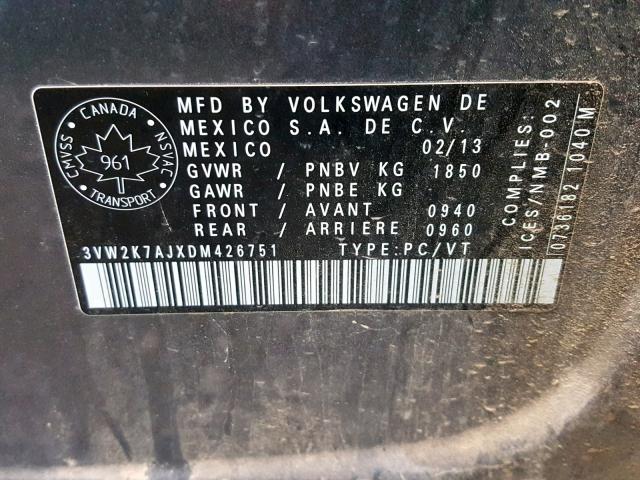 CANADA
CMVSS
NSVAC
961
TRANSPORT
MFD BY VOLKSWAGEN DE
MEXICO S.A. DE C.V.
MEXICO 02/13
GVWR / PNBV KG 1850
GAWR / PNBE KG
FRONT / AVANT 0940
REAR / ARRIERE 0960
3VW2K7AJXDM426751 TYPE:PC/VT
COMPLIES:
ICES/NMB-002
10736182 1040 M